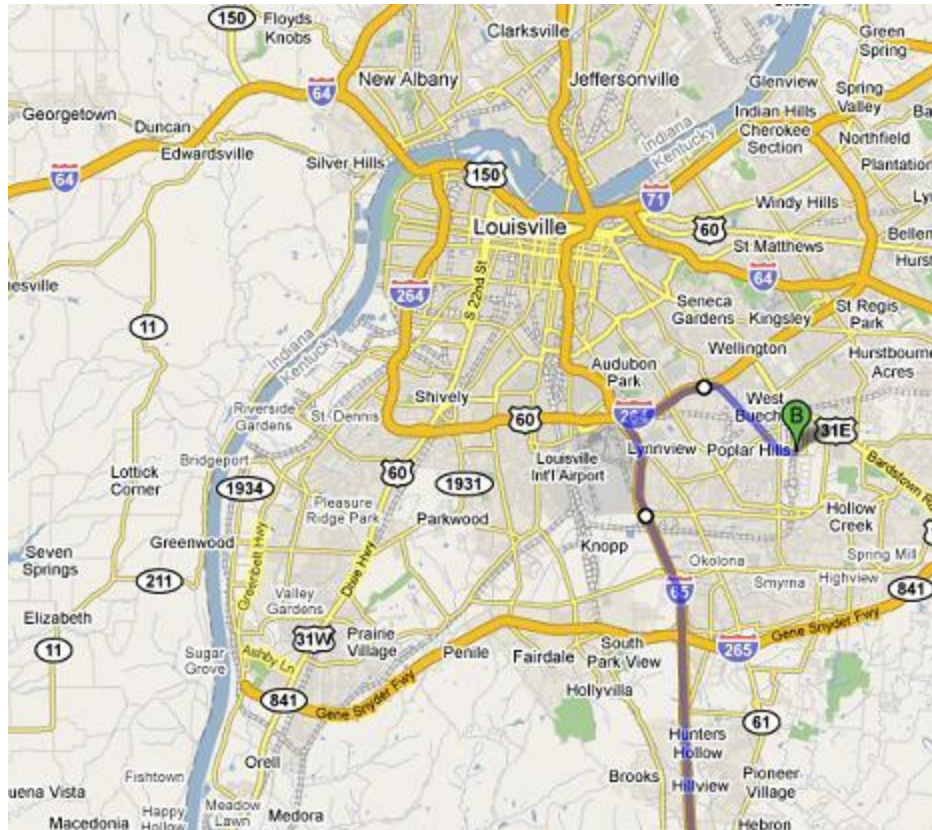 150
Floyds
Knobs
Clarksville
Green
Spring
New Albany
Jeffersonville
Glenview
Spring
Valley
64
Georgetown
Indian Hills
Cherokee
Section
Duncan
Indiana
Kentucky
Northfield
Edwardsville
Silver Hills
Plantation
64
150
71
Windy Hills
Louisville
60
St Matthews
S 22nd St
64
264
Seneca
Gardens
Kingsley
St Regis
Park
11
Indiana
Kentucky
Wellington
Hurstbourne
Acres
Audubon
Park
West
Buech
B
Shively
Riverside
Gardens
St. Dennis
60
264
31E
Lynnview
Poplar Hills
Bridgeport
60
Louisville
Int'l Airport
Bardstown
Lottick
Corner
1934
1931
Pleasure
Ridge Park
Parkwood
Hollow
Creek
Greenwood
Greenbelt Hwy
Dixie Hwy
Knopp
Okolona
Spring Mill
Seven
Springs
211
65
Smyrna
Highview
Valley
Gardens
841
Elizabeth
11
31W
Prairie
Village
Gene Snyder Fwy
Sugar
Grove
Ashby Ln
Penile
Fairdale
South
Park View
265
841
Gene Snyder Fwy
Hollyvilla
61
Hunters
Hollow
Orell
Fishtown
Brooks
Hillview
Pioneer
Village
Buena Vista
Happy
Hollow
Meadow
Lawn
Medora
Macedonia
Hebron